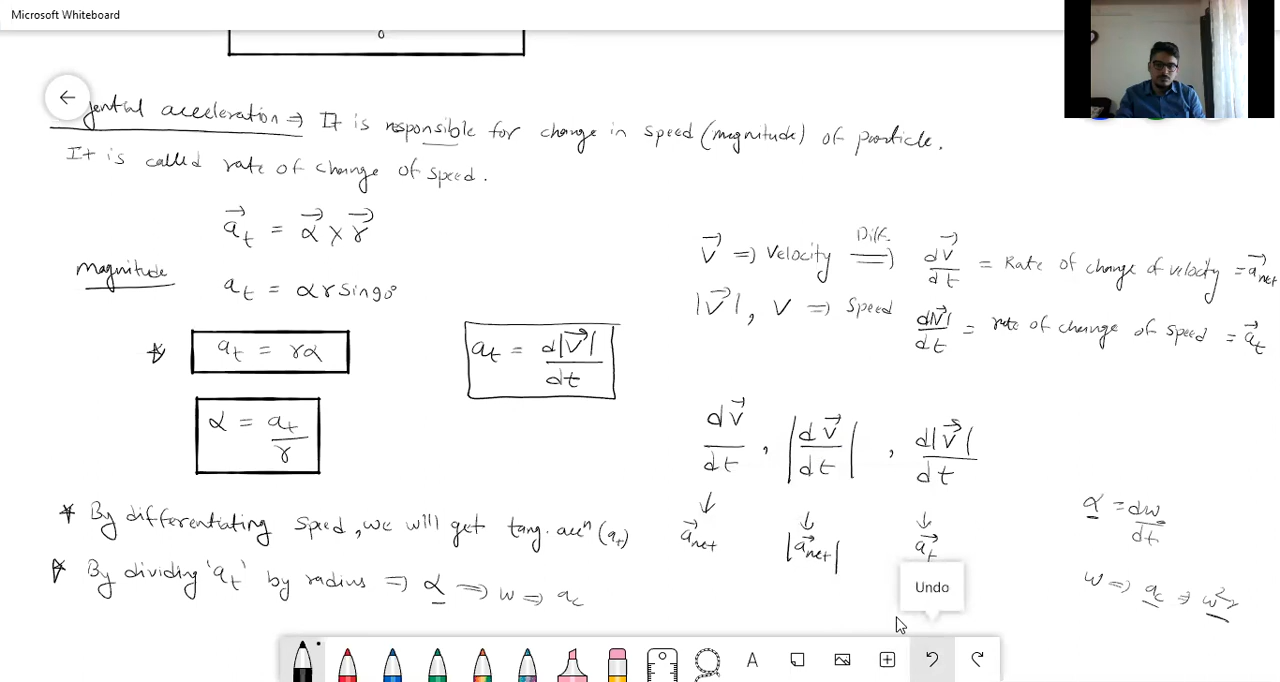 Microsoft Whiteboard
gential acceleration → It is responsible for change in speed (magnitude) of particle.
It is called rate of change of speed.
a⃗t = α⃗ × r⃗
magnitude
at = αr sin90°
at = rα
α = at/r
at = d|V⃗|/dt
V⃗ ⇒ Velocity Diff. ⟹ dV⃗/dt = Rate of change of velocity = a⃗net
|V⃗|, V ⇒ Speed d|V|/dt = rate of change of speed = a⃗t
dV⃗/dt , |dV⃗/dt| , d|V⃗|/dt
↓ ↓ ↓
a⃗net |a⃗net| a⃗t
α = dω/dt
ω ⇒ ac ⇒ ω²r
* By differentiating speed, we will get tang. accⁿ (at)
* By dividing 'at' by radius ⇒ α ⇒ ω ⇒ ac
Undo
A